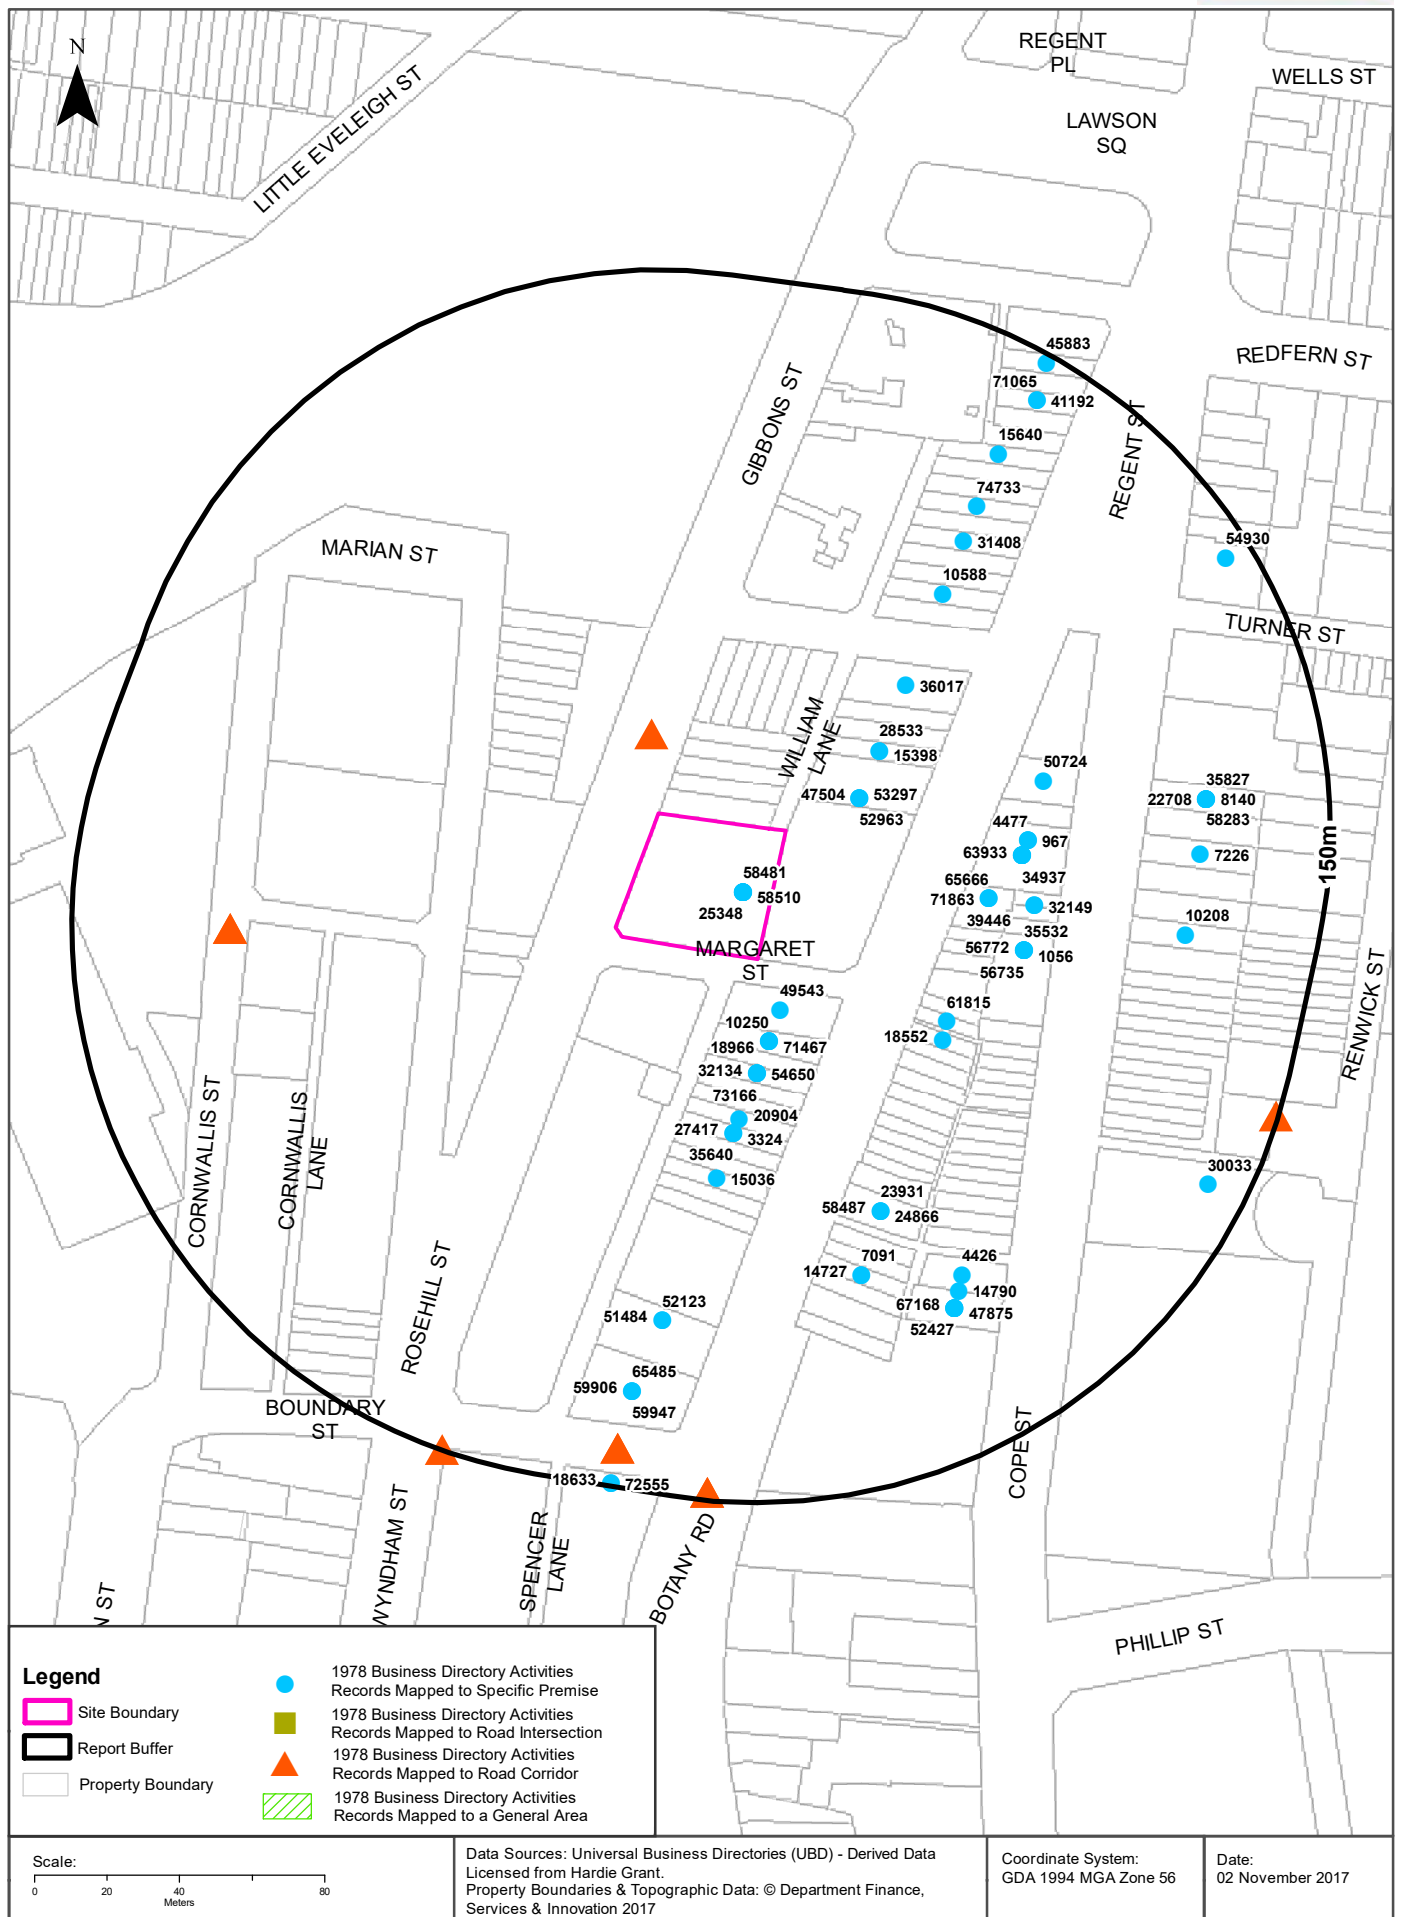 REGENT
PL
WELLS ST
N
LAWSON
SQ
LITTLE EVELEIGH ST
45883
REDFERN ST
71065
41192
GIBBONS ST
15640
REGENT ST
74733
54930
31408
MARIAN ST
10588
TURNER ST
36017
WILLIAM
LANE
28533
15398
50724
35827
47504
53297
22708
8140
52963
58283
4477
967
150m
63933
7226
34937
58481
65666
58510
71863
32149
25348
39446
10208
35532
MARGARET
ST
56772
1056
56735
49543
61815
RENWICK ST
10250
18552
18966
71467
32134
54650
73166
20904
27417
3324
CORNWALLIS ST
CORNWALLIS
LANE
35640
15036
30033
23931
58487
24866
7091
4426
14727
14790
ROSEHILL ST
52123
67168
47875
51484
52427
65485
59906
59947
BOUNDARY
ST
COPE ST
18633
72555
WYNDHAM ST
SPENCER
LANE
BOTANY RD
N ST
PHILLIP ST
Legend
Site Boundary
Report Buffer
Property Boundary
1978 Business Directory Activities
Records Mapped to Specific Premise
1978 Business Directory Activities
Records Mapped to Road Intersection
1978 Business Directory Activities
Records Mapped to Road Corridor
1978 Business Directory Activities
Records Mapped to a General Area
Scale:
0 20 40 80
Meters
Data Sources: Universal Business Directories (UBD) - Derived Data
Licensed from Hardie Grant.
Property Boundaries & Topographic Data: © Department Finance,
Services & Innovation 2017
Coordinate System:
GDA 1994 MGA Zone 56
Date:
02 November 2017